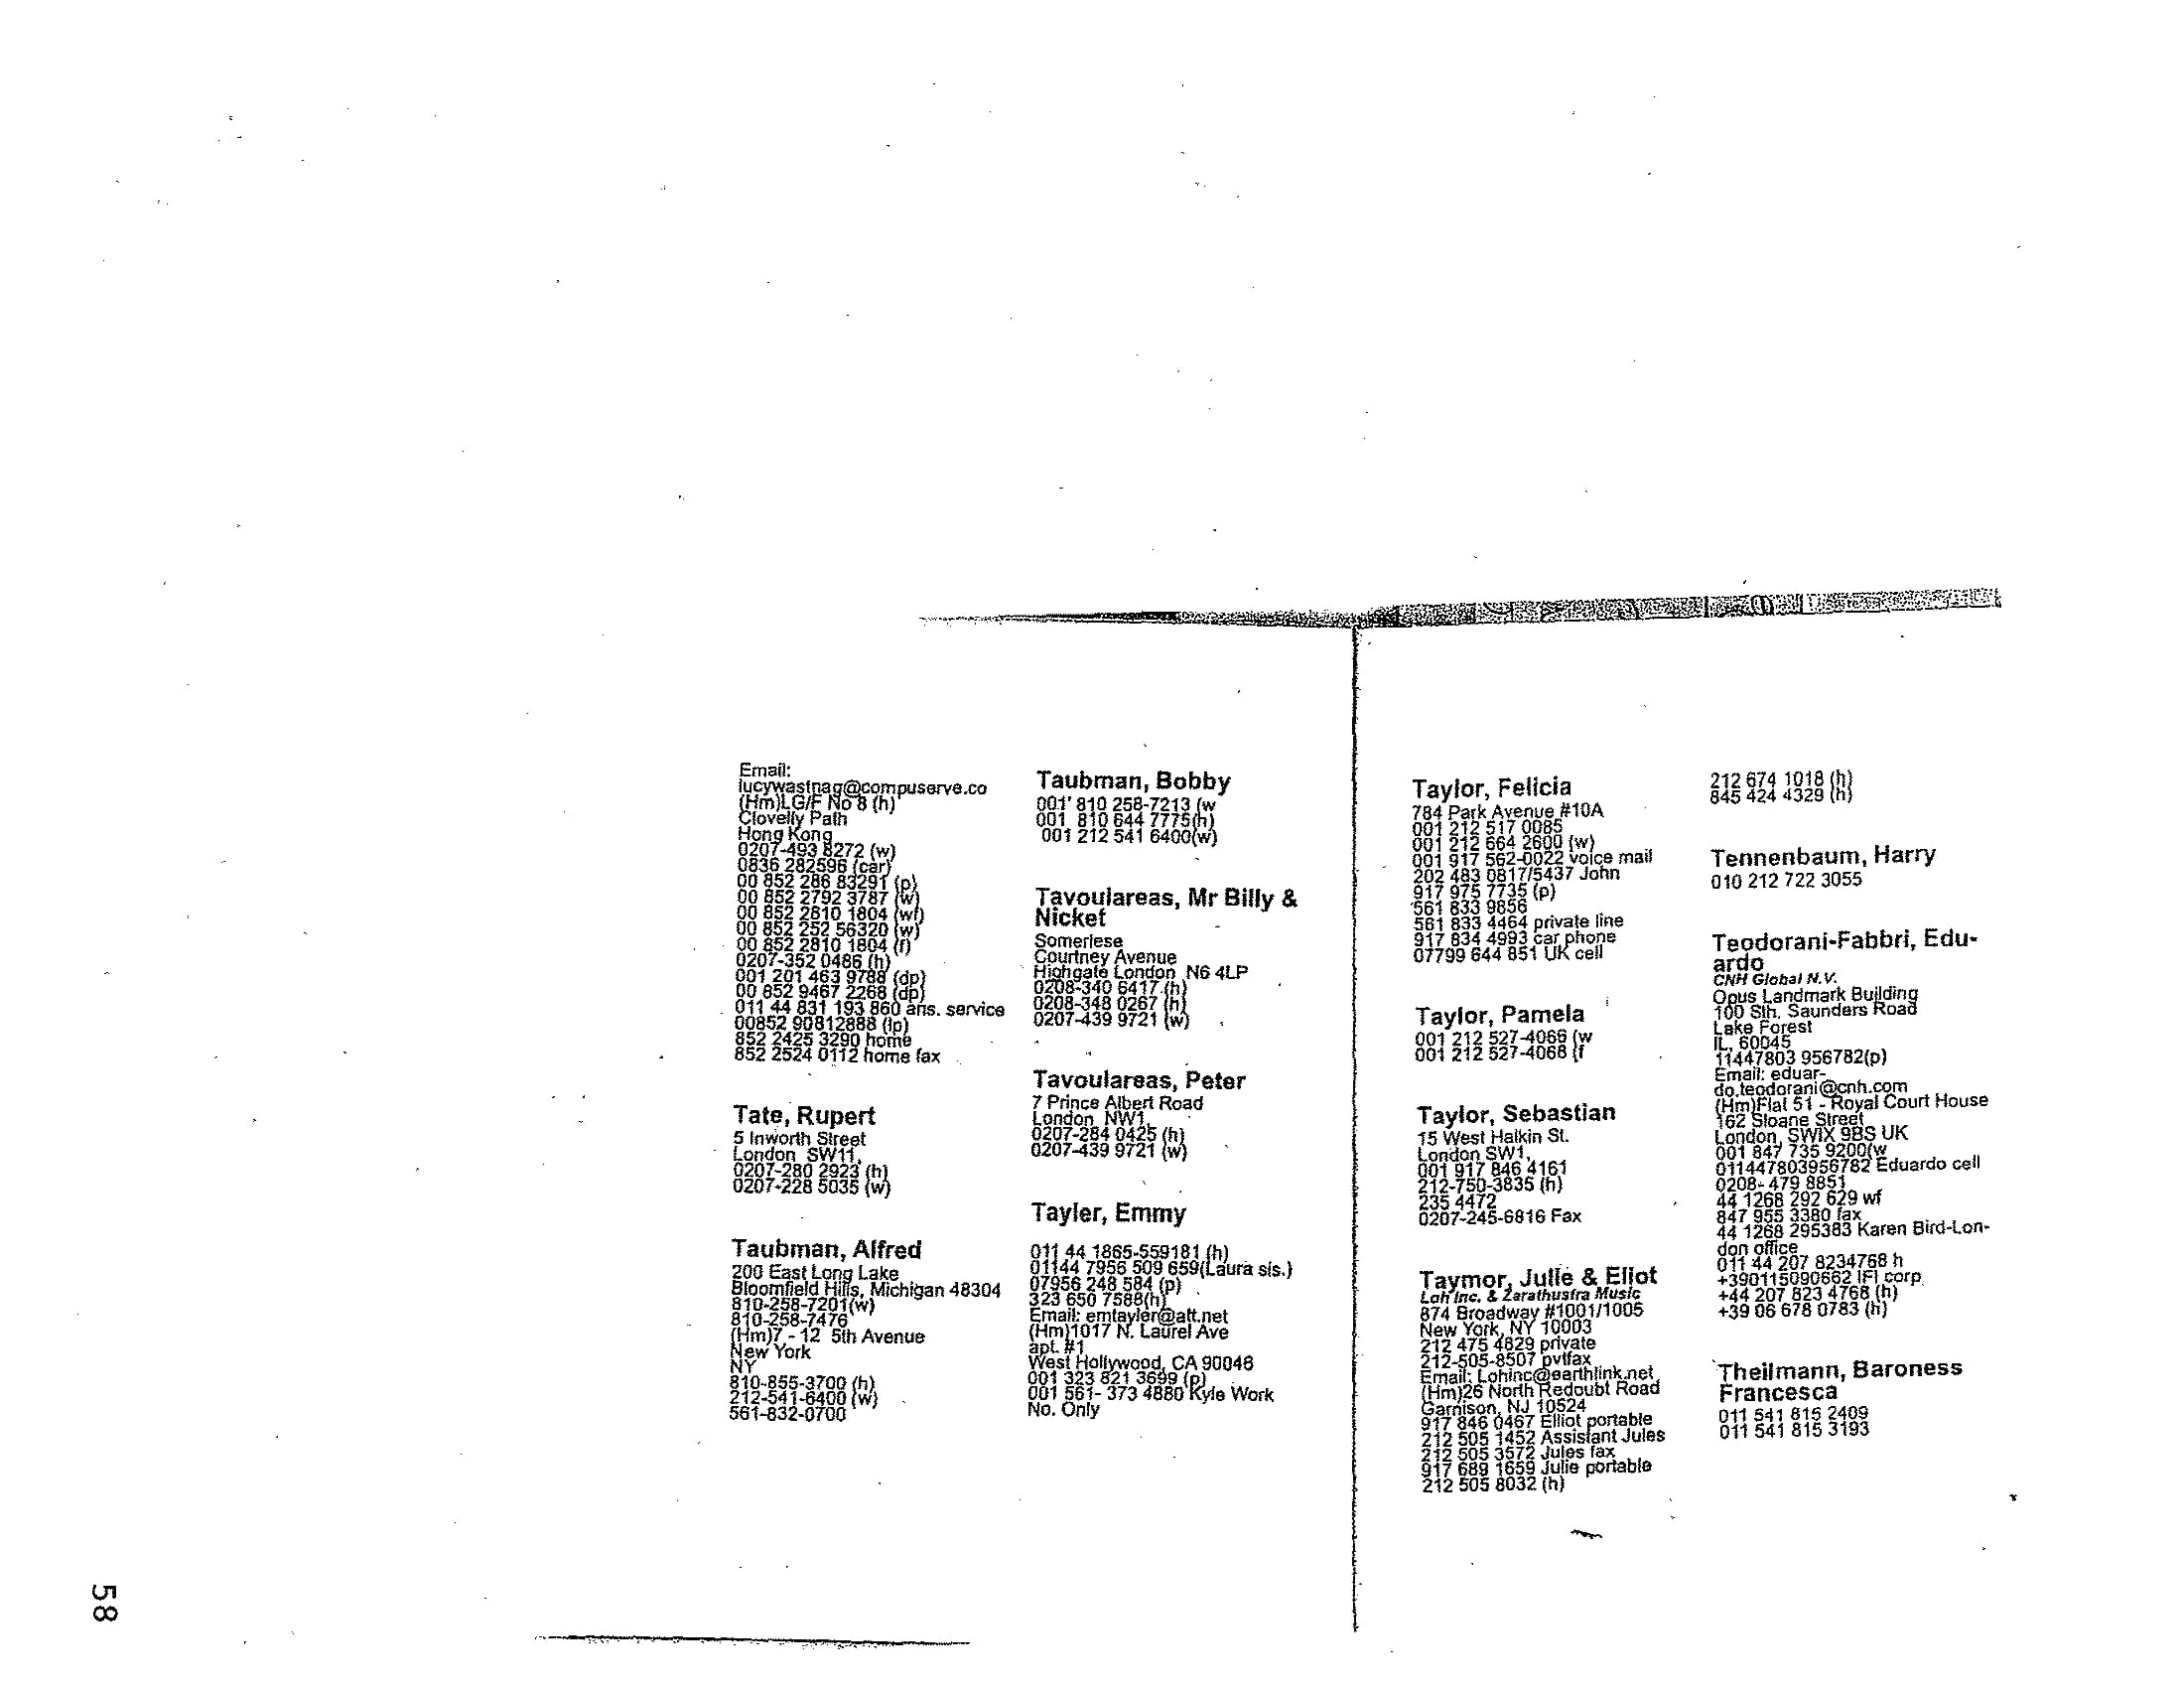 Email:
lucywastnag@compuserve.co
(Hm)LG/F No 8 (h)
Clovelly Path
Hong Kong
0207-493 8272 (w)
0836 282596 (car)
00 852 286 83291 (p)
00 852 2792 3787 (w)
00 852 2810 1804 (wf)
00 852 252 56320 (w)
00 852 2810 1804 (f)
0207-352 0486 (h)
001 201 463 9788 (dp)
00 852 9467 2268 (dp)
011 44 831 193 860 ans. service
00852 90812888 (lp)
852 2425 3290 home
852 2524 0112 home fax
Tate, Rupert
5 Inworth Street
London SW11,
0207-280 2923 (h)
0207-228 5035 (w)
Taubman, Alfred
200 East Long Lake
Bloomfield Hills, Michigan 48304
810-258-7201(w)
810-258-7476
(Hm)7 - 12 5th Avenue
New York
NY
810-855-3700 (h)
212-541-6400 (w)
561-832-0700
Taubman, Bobby
001' 810 258-7213 (w
001 810 644 7775(h)
001 212 541 6400(w)
Tavoulareas, Mr Billy &
Nicket
Somerlese
Courtney Avenue
Highgate London N6 4LP
0208-340 6417 (h)
0208-348 0267 (h)
0207-439 9721 (w)
Tavoulareas, Peter
7 Prince Albert Road
London NW1,
0207-284 0425 (h)
0207-439 9721 (w)
Tayler, Emmy
011 44 1865-559181 (h)
01144 7956 509 659(Laura sis.)
07956 248 584 (p)
323 650 7588(h)
Email: emtayler@att.net
(Hm)1017 N. Laurel Ave
apt. #1
West Hollywood, CA 90046
001 323 821 3699 (p)
001 561- 373 4880 Kyle Work
No. Only
Taylor, Felicia
784 Park Avenue #10A
001 212 517 0085
001 212 664 2600 (w)
001 917 562-0022 voice mail
202 483 0817/5437 John
917 975 7735 (p)
561 833 9856
561 833 4464 private line
917 834 4993 car phone
07799 644 851 UK cell
Taylor, Pamela
001 212 527-4066 (w
001 212 527-4068 (f
Taylor, Sebastian
15 West Halkin St.
London SW1,
001 917 846 4161
212-750-3835 (h)
235 4472
0207-245-6816 Fax
Taymor, Julie & Eliot
Loh Inc. & Zarathustra Music
874 Broadway #1001/1005
New York, NY 10003
212 475 4829 private
212-505-8507 pvtfax
Email: Lohinc@earthlink.net
(Hm)26 North Redoubt Road
Garnison, NJ 10524
917 846 0467 Elliot portable
212 505 1452 Assistant Jules
212 505 3572 Jules fax
917 689 1659 Julie portable
212 505 8032 (h)
212 674 1018 (h)
845 424 4329 (h)
Tennenbaum, Harry
010 212 722 3055
Teodorani-Fabbri, Edu-
ardo
CNH Global N.V.
Opus Landmark Building
100 Sth. Saunders Road
Lake Forest
IL, 60045
11447803 956782(p)
Email: eduar-
do.teodorani@cnh.com
(Hm)Flat 51 - Royal Court House
162 Sloane Street
London, SWIX 9BS UK
001 847 735 9200(w
011447803956782 Eduardo cell
0208- 479 8851
44 1268 292 629 wf
847 955 3380 fax
44 1268 295383 Karen Bird-Lon-
don office
011 44 207 8234768 h
+390115090662 IFI corp
+44 207 823 4768 (h)
+39 06 678 0783 (h)
Theilmann, Baroness
Francesca
011 541 815 2409
011 541 815 3193
58